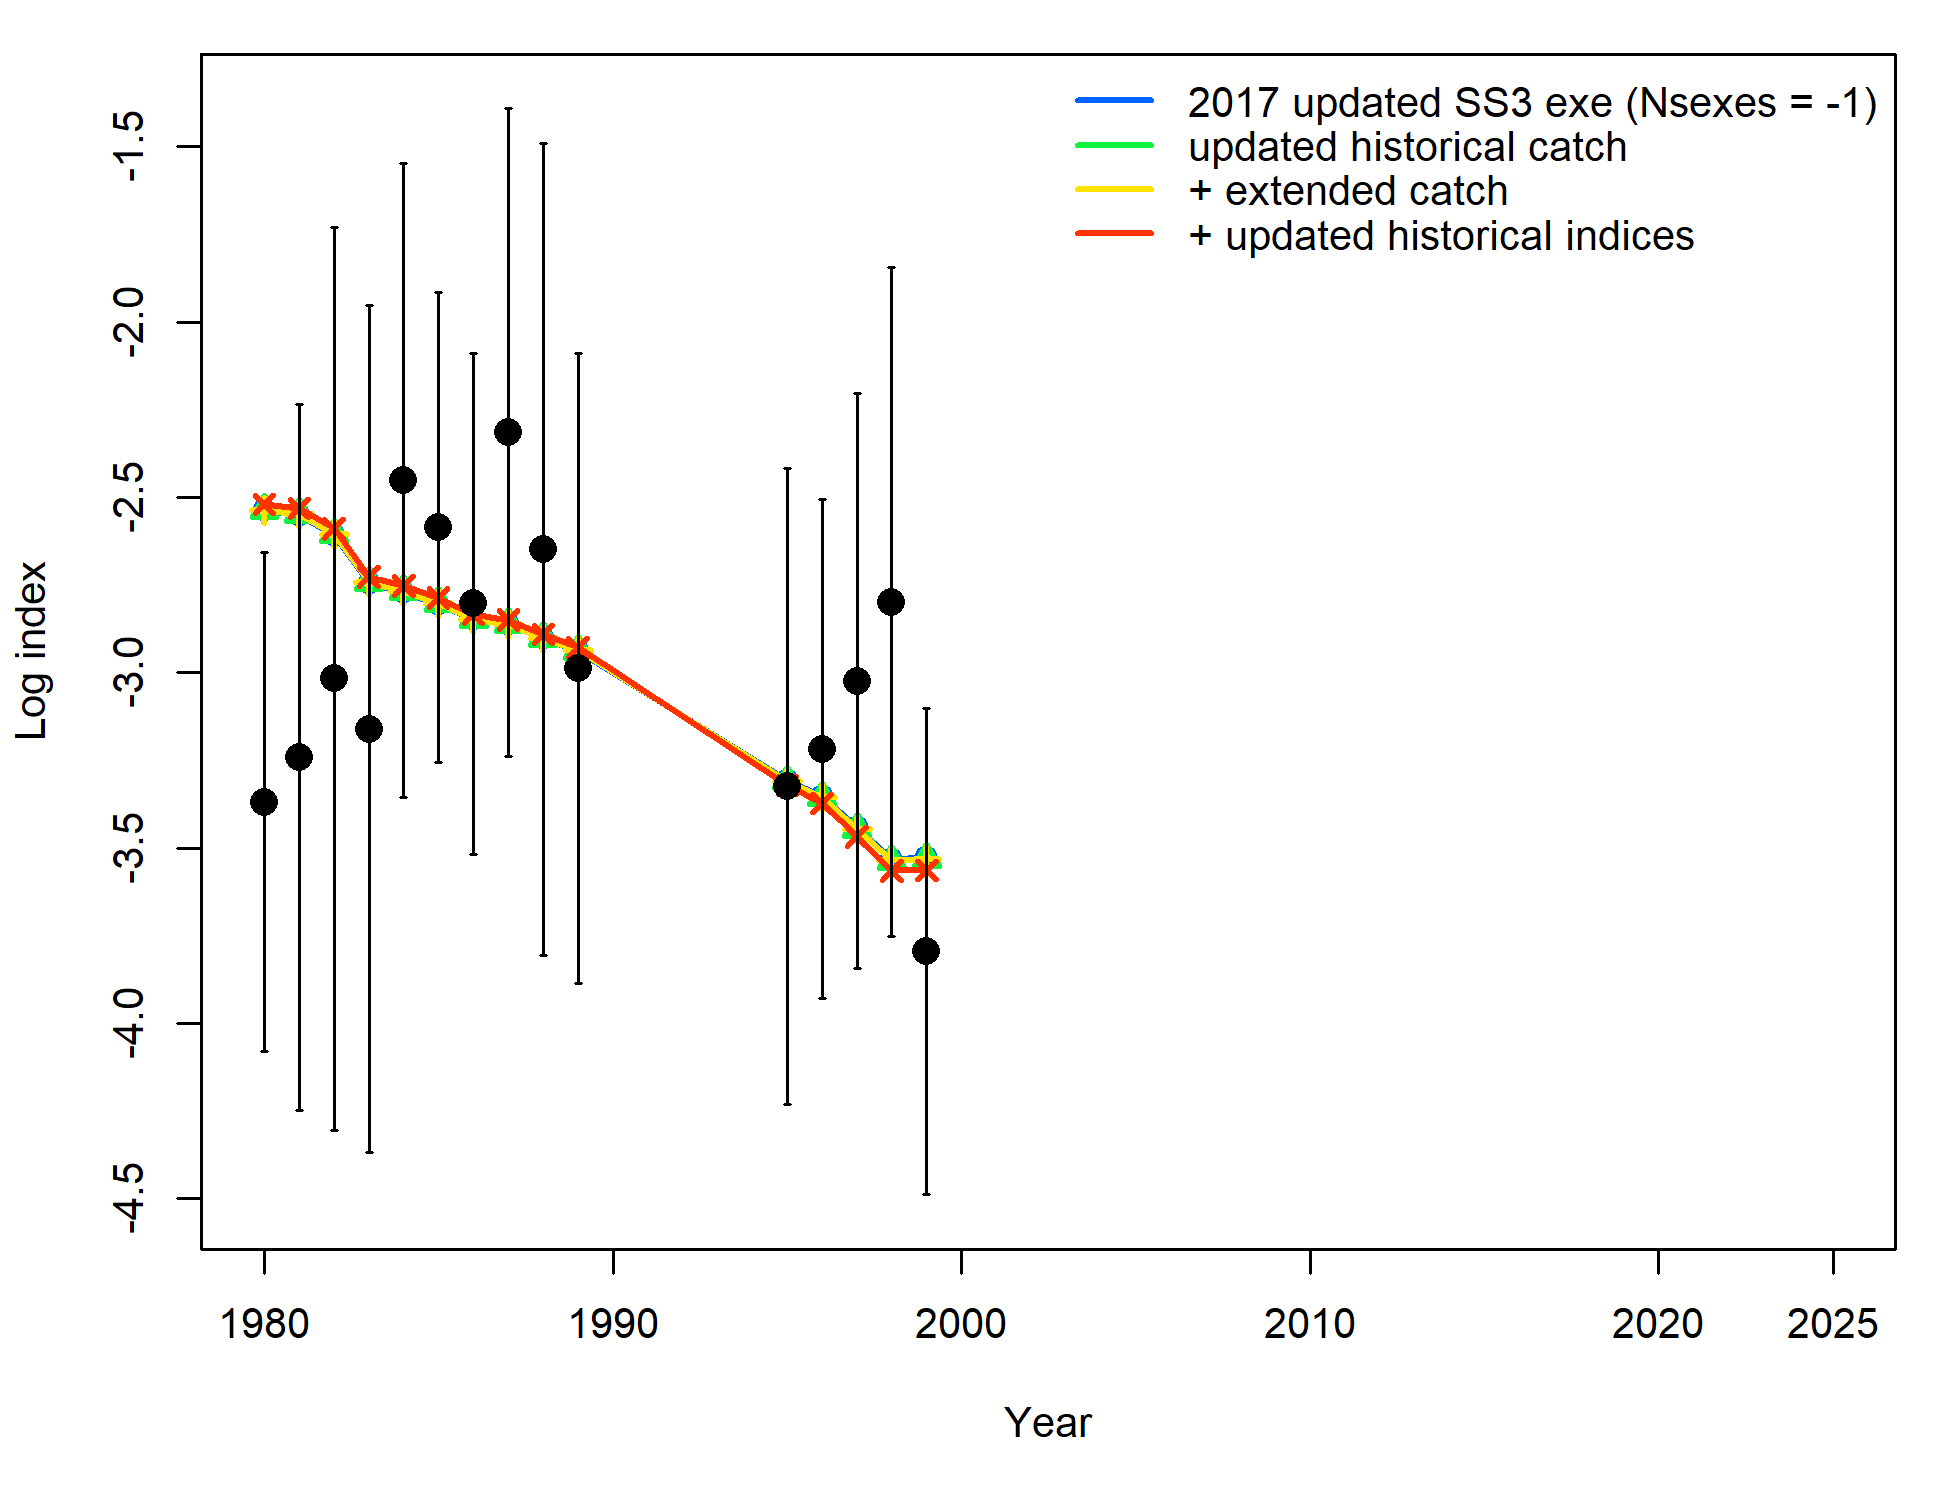 2017 updated SS3 exe (Nsexes = -1)
updated historical catch
+ extended catch
+ updated historical indices
Log index
-1.5
-2.0
-2.5
-3.0
-3.5
-4.0
-4.5
1980 1990 2000 2010 2020 2025
Year